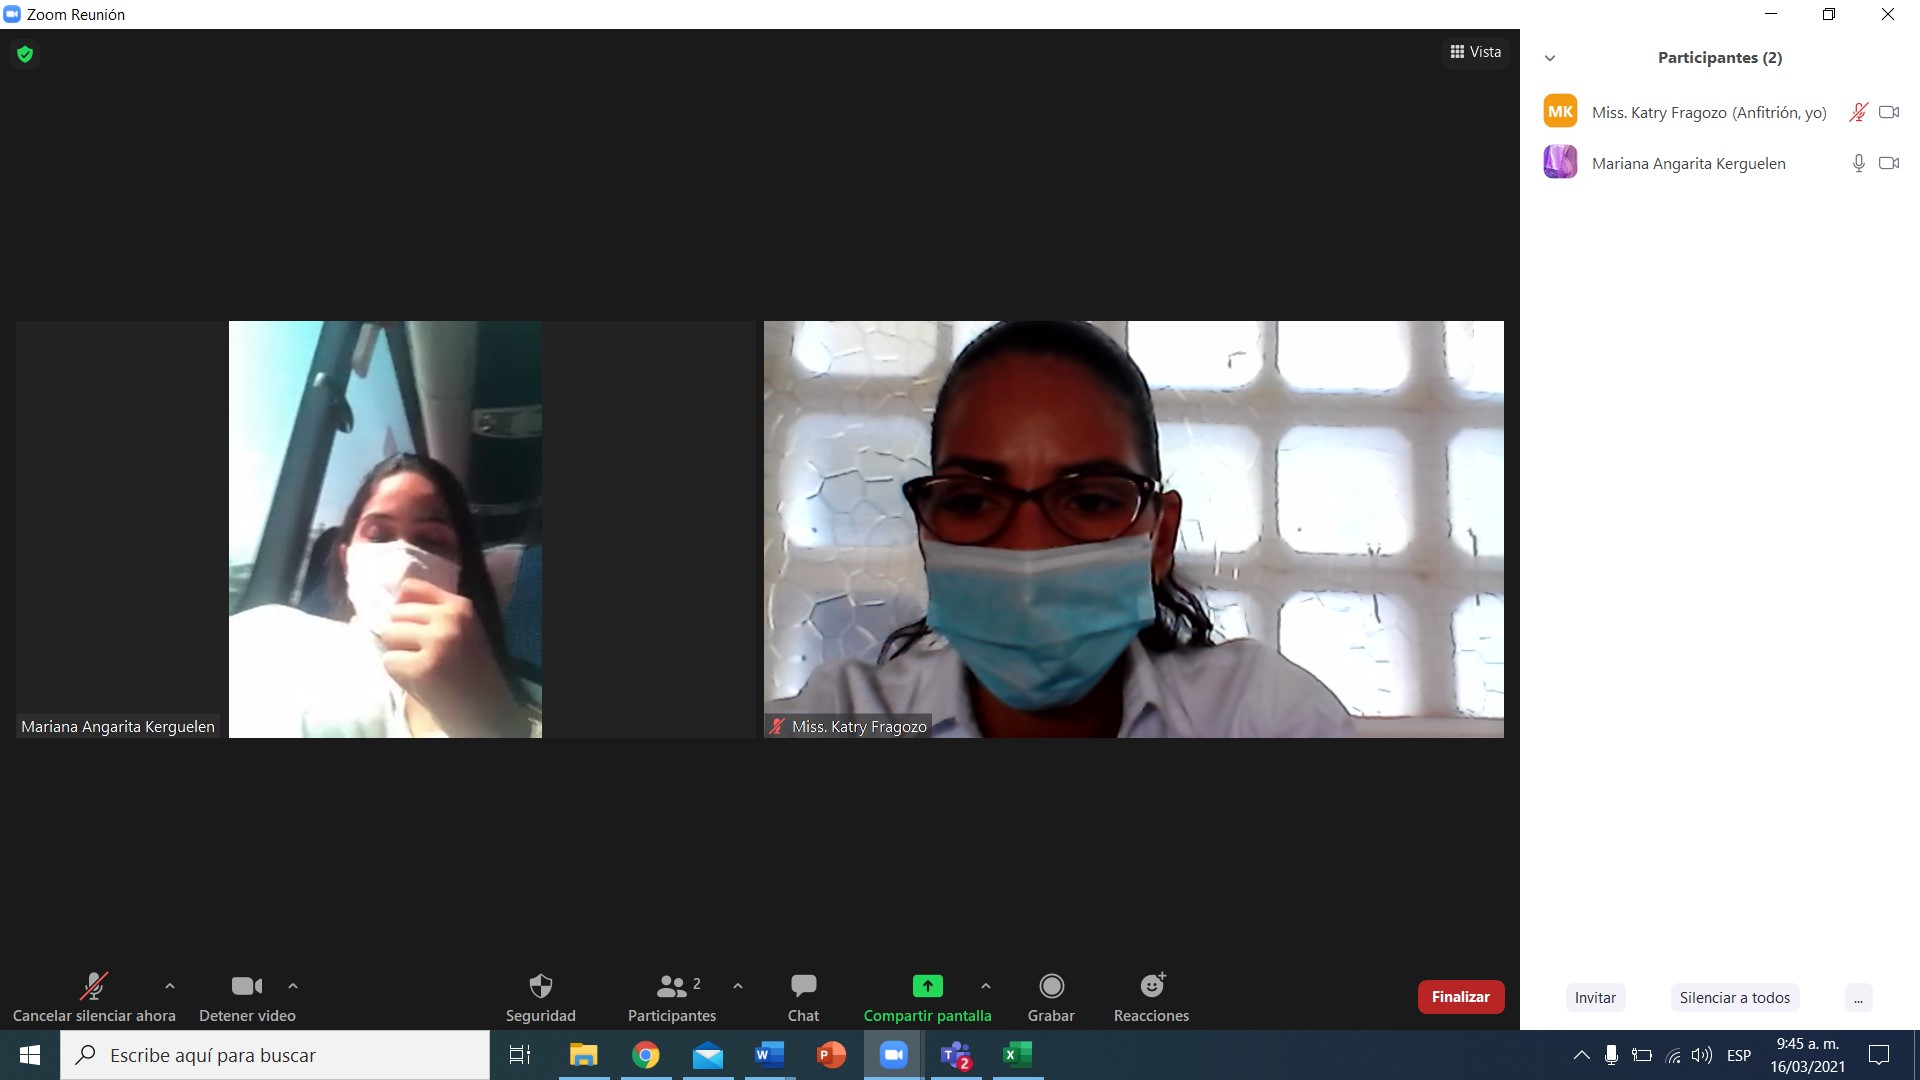 Zoom Reunión
Vista
Participantes (2)
MK
Miss. Katry Fragozo (Anfitrión, yo)
Mariana Angarita Kerguelen
Mariana Angarita Kerguelen
Miss. Katry Fragozo
Cancelar silenciar ahora
Detener video
Seguridad
2
Participantes
Chat
Compartir pantalla
Grabar
Reacciones
Finalizar
Invitar
Silenciar a todos
...
Escribe aquí para buscar
W
P
T
2
X
ESP
9:45 a. m.
16/03/2021